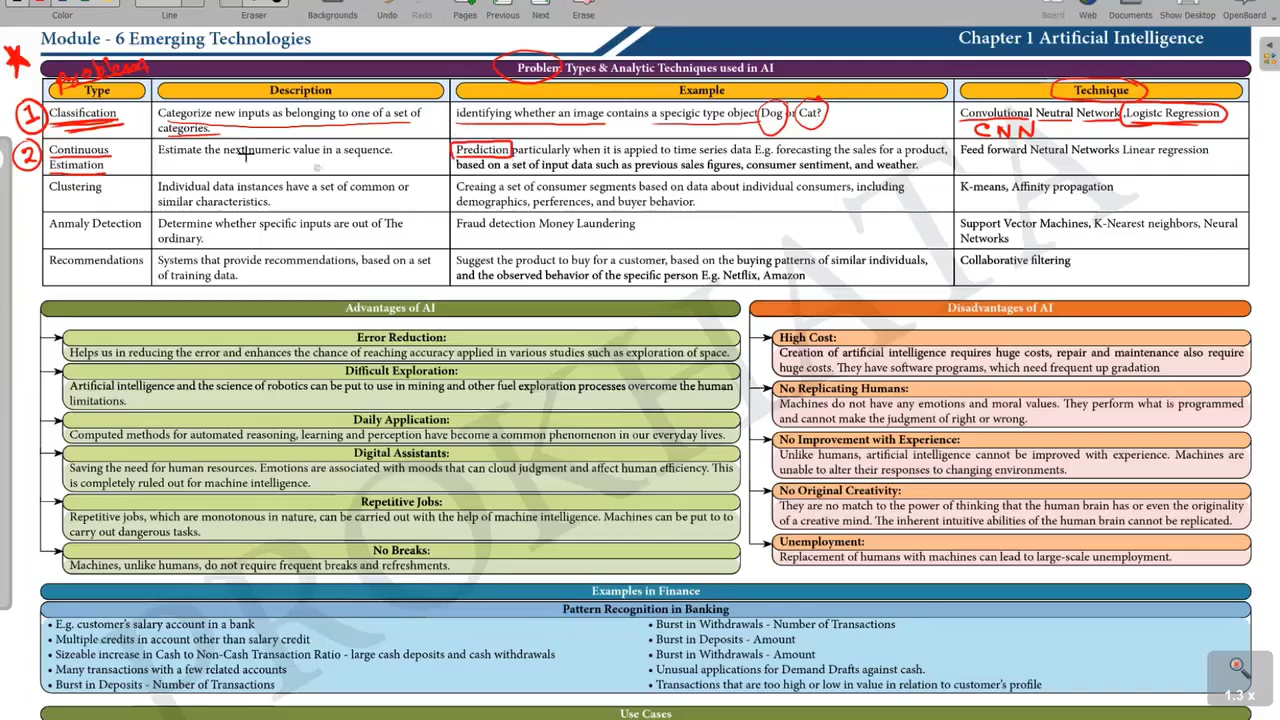 Color
Line
Eraser
Backgrounds
Undo
Redo
Pages
Previous
Next
Erase
Board
Web
Documents
Show Desktop
OpenBoard
Module - 6 Emerging Technologies
Chapter 1 Artificial Intelligence
Problem Types & Analytic Techniques used in AI
Problem
Type
Description
Example
Technique
1
Classification
Categorize new inputs as belonging to one of a set of
categories.
identifying whether an image contains a specigic type object Dog or Cat?
Convolutional Neutral Network ,Logistc Regression
CNN
2
Continuous
Estimation
Estimate the next numeric value in a sequence.
Prediction particularly when it is appied to time series data E.g. forecasting the sales for a product,
based on a set of input data such as previous sales figures, consumer sentiment, and weather.
Feed forward Netural Networks Linear regression
Clustering
Individual data instances have a set of common or
similar characteristics.
Creaing a set of consumer segments based on data about individual consumers, including
demographics, perferences, and buyer behavior.
K-means, Affinity propagation
Annmaly Detection
Determine whether specific inputs are out of The
ordinary.
Fraud detection Money Laundering
Support Vector Machines, K-Nearest neighbors, Neural
Networks
Recommendations
Systems that provide recommendations, based on a set
of training data.
Suggest the product to buy for a customer, based on the buying patterns of similar individuals,
and the observed behavior of the specific person E.g. Netflix, Amazon
Collaborative filtering
Advantages of AI
Error Reduction:
Helps us in reducing the error and enhances the chance of reaching accuracy applied in various studies such as exploration of space.
Difficult Exploration:
Artificial intelligence and the science of robotics can be put to use in mining and other fuel exploration processes overcome the human
limitations.
Daily Application:
Computed methods for automated reasoning, learning and perception have become a common phenomenon in our everyday lives.
Digital Assistants:
Saving the need for human resources. Emotions are associated with moods that can cloud judgment and affect human efficiency. This
is completely ruled out for machine intelligence.
Repetitive Jobs:
Repetitive jobs, which are monotonous in nature, can be carried out with the help of machine intelligence. Machines can be put to to
carry out dangerous tasks.
No Breaks:
Machines, unlike humans, do not require frequent breaks and refreshments.
Disadvantages of AI
High Cost:
Creation of artificial intelligence requires huge costs, repair and maintenance also require
huge costs. They have software programs, which need frequent up gradation
No Replicating Humans:
Machines do not have any emotions and moral values. They perform what is programmed
and cannot make the judgment of right or wrong.
No Improvement with Experience:
Unlike humans, artificial intelligence cannot be improved with experience. Machines are
unable to alter their responses to changing environments.
No Original Creativity:
They are no match to the power of thinking that the human brain has or even the originality
of a creative mind. The inherent intuitive abilities of the human brain cannot be replicated.
Unemployment:
Replacement of humans with machines can lead to large-scale unemployment.
Examples in Finance
Pattern Recognition in Banking
• E.g. customer's salary account in a bank
• Multiple credits in account other than salary credit
• Sizeable increase in Cash to Non-Cash Transaction Ratio - large cash deposits and cash withdrawals
• Many transactions with a few related accounts
• Burst in Deposits - Number of Transactions
• Burst in Withdrawals - Number of Transactions
• Burst in Deposits - Amount
• Burst in Withdrawals - Amount
• Unusual applications for Demand Drafts against cash.
• Transactions that are too high or low in value in relation to customer's profile
Use Cases
1.3 x